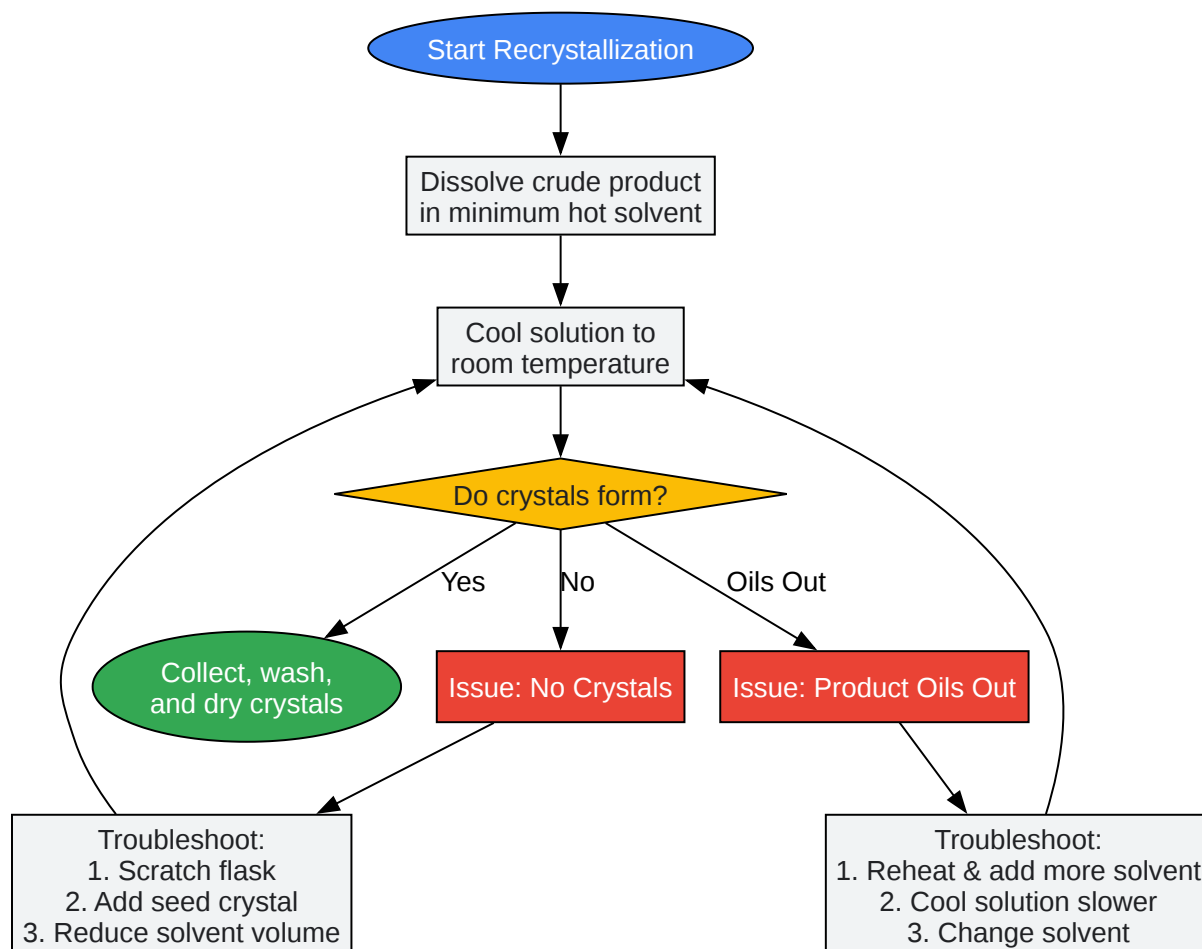 Start Recrystallization
Dissolve crude product
in minimum hot solvent
Cool solution to
room temperature
Do crystals form?
Yes
No
Oils Out
Collect, wash,
and dry crystals
Issue: No Crystals
Issue: Product Oils Out
Troubleshoot:
1. Scratch flask
2. Add seed crystal
3. Reduce solvent volume
Troubleshoot:
1. Reheat & add more solvent
2. Cool solution slower
3. Change solvent